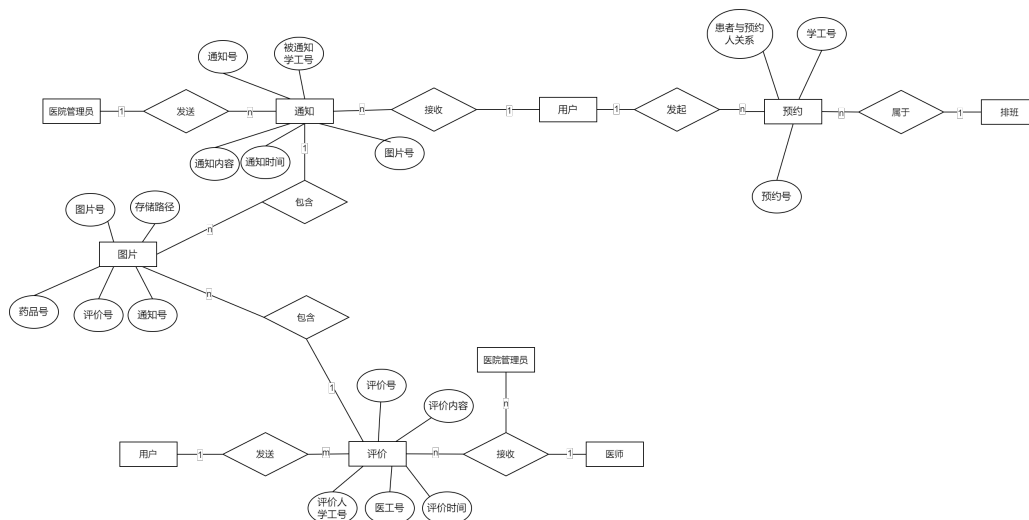 患者与预约
人关系
学工号
通知号
被通知
学工号
医院管理员
1
发送
n
通知
n
接收
1
用户
1
发起
n
预约
n
属于
1
排班
通知内容
通知时间
1
图片号
预约号
包含
图片号
存储路径
n
图片
药品号
评价号
通知号
n
包含
医院管理员
1
评价号
评价内容
n
用户
1
发送
m
评价
n
接收
1
医师
评价人
学工号
医工号
评价时间